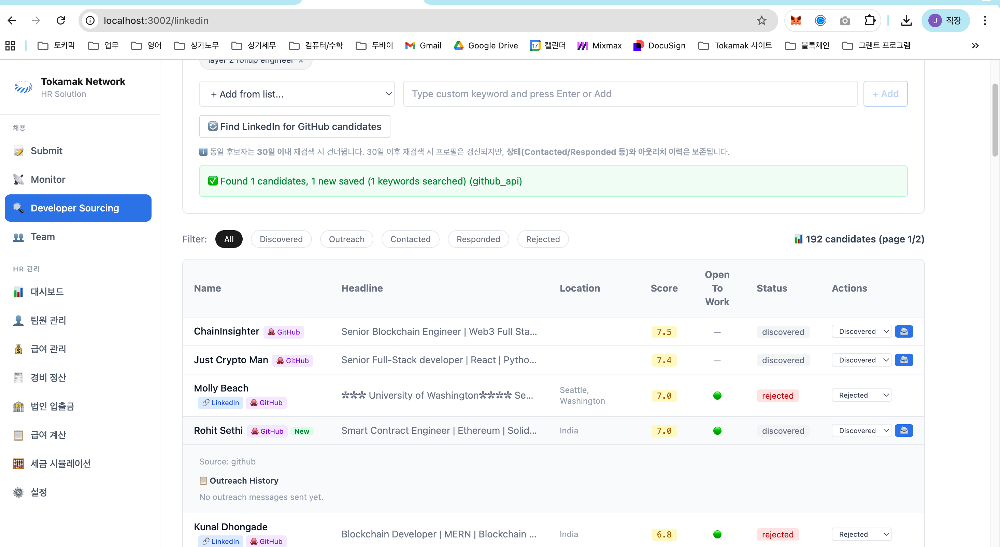 localhost:3002/linkedin
J 직장
토카막 업무 영어 싱가노무 싱가세무 컴퓨터/수학 두바이 Gmail Google Drive 17 캘린더 Mixmax DocuSign Tokamak 사이트 블록체인 그랜트 프로그램
Tokamak Network
HR Solution
채용
Submit
Monitor
Developer Sourcing
Team
HR 관리
대시보드
팀원 관리
급여 관리
경비 정산
법인 입출금
급여 계산
세금 시뮬레이션
설정
layer 2 rollup engineer ×
+ Add from list...
Type custom keyword and press Enter or Add
+ Add
Find LinkedIn for GitHub candidates
동일 후보자는 30일 이내 재검색 시 건너뜁니다. 30일 이후 재검색 시 프로필은 갱신되지만, 상태(Contacted/Responded 등)와 아웃리치 이력은 보존됩니다.
Found 1 candidates, 1 new saved (1 keywords searched) (github_api)
Filter: All Discovered Outreach Contacted Responded Rejected
192 candidates (page 1/2)
Name Headline Location Score Open To Work Status Actions
ChainInsighter GitHub Senior Blockchain Engineer | Web3 Full Sta... 7.5 — discovered Discovered
Just Crypto Man GitHub Senior Full-Stack developer | React | Pytho... 7.4 — discovered Discovered
Molly Beach LinkedIn GitHub ✲✲✲ University of Washington✲✲✲✲ Se... Seattle, Washington 7.0 rejected Rejected
Rohit Sethi GitHub New Smart Contract Engineer | Ethereum | Solid... India 7.0 discovered Discovered
Source: github
Outreach History
No outreach messages sent yet.
Kunal Dhongade LinkedIn GitHub Blockchain Developer | MERN | Blockchain ... India 6.8 rejected Rejected